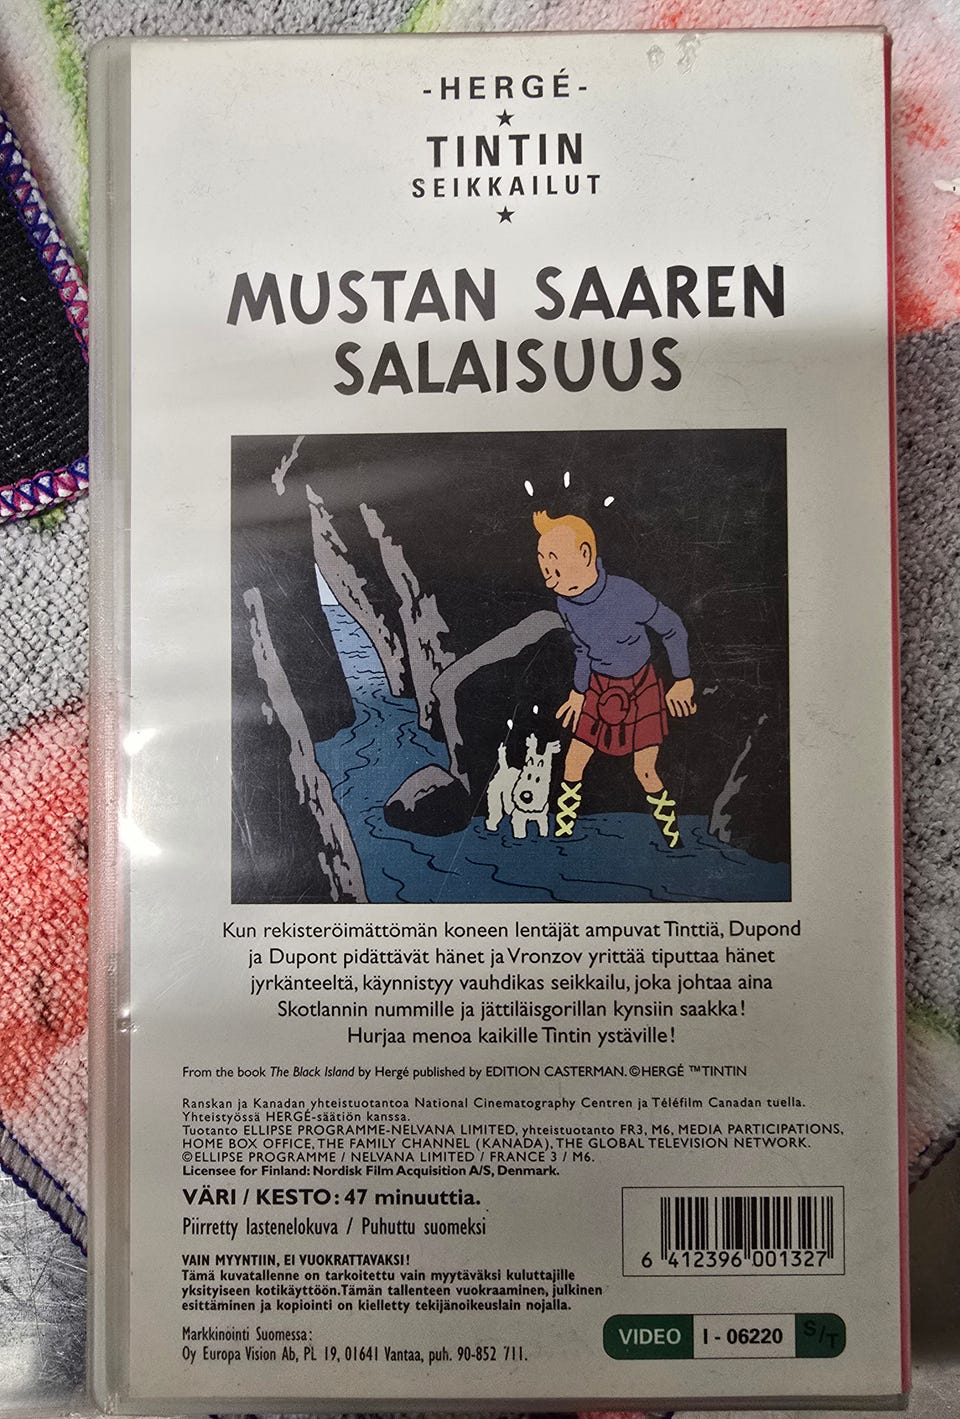 -HERGÉ-
TINTIN
SEIKKAILUT
MUSTAN SAAREN
SALAISUUS
Kun rekisteröimättömän koneen lentäjät ampuvat Tinttiä, Dupond
ja Dupont pidättävät hänet ja Vronzov yrittää tiputtaa hänet
jyrkänteeltä, käynnistyy vauhdikas seikkailu, joka johtaa aina
Skotlannin nummille ja jättiläisgorillan kynsiin saakka!
Hurjaa menoa kaikille Tintin ystäville!
From the book The Black Island by Hergé published by EDITION CASTERMAN.©HERGÉ ™TINTIN
Ranskan ja Kanadan yhteistuotantoa National Cinematography Centren ja Téléfilm Canadan tuella.
Yhteistyössä HERGÉ-säätiön kanssa.
Tuotanto ELLIPSE PROGRAMME-NELVANA LIMITED, yhteistuotanto FR3, M6, MEDIA PARTICIPATIONS,
HOME BOX OFFICE, THE FAMILY CHANNEL (KANADA), THE GLOBAL TELEVISION NETWORK.
©ELLIPSE PROGRAMME / NELVANA LIMITED / FRANCE 3 / M6.
Licensee for Finland: Nordisk Film Acquisition A/S, Denmark.
VÄRI / KESTO: 47 minuuttia.
Piirretty lastenelokuva / Puhuttu suomeksi
VAIN MYYNTIIN, EI VUOKRATTAVAKSI!
Tämä kuvatallenne on tarkoitettu vain myytäväksi kuluttajille
yksityiseen kotikäyttöön.Tämän tallenteen vuokraaminen, julkinen
esittäminen ja kopiointi on kielletty tekijänoikeuslain nojalla.
Markkinointi Suomessa:
Oy Europa Vision Ab, PL 19, 01641 Vantaa, puh. 90-852 711.
6 412396 001327
VIDEO I - 06220 S/T